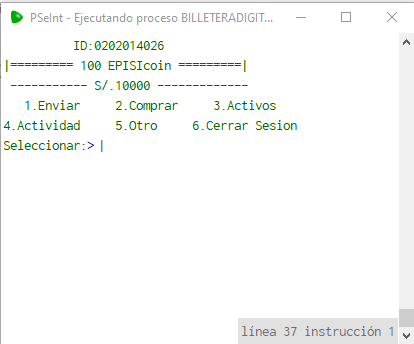 PSeInt - Ejecutando proceso BILLETERADIGIT...
ID:0202014026
|========= 100 EPISIcoin =========|
----------- S/.10000 -------------
1.Enviar 2.Comprar 3.Activos
4.Actividad 5.Otro 6.Cerrar Sesion
Seleccionar:>
línea 37 instrucción 1